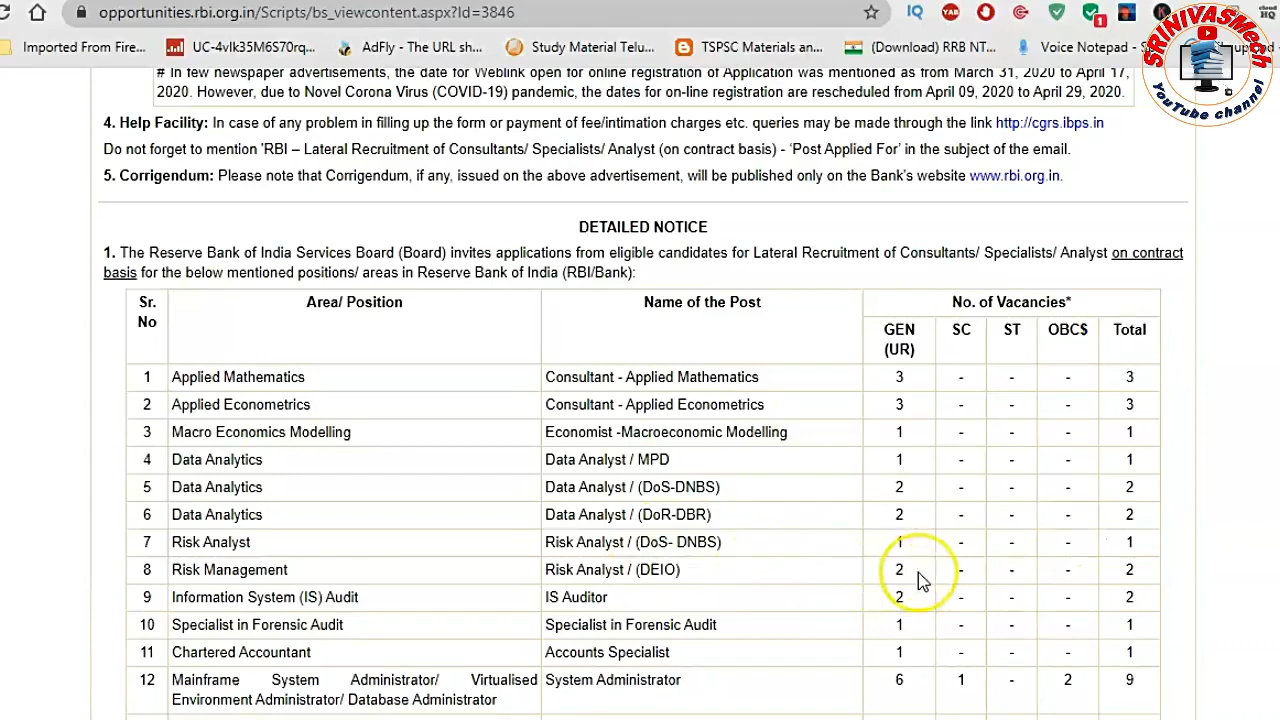 opportunities.rbi.org.in/Scripts/bs_viewcontent.aspx?Id=3846
Imported From Fire... UC-4vIk35M6S70rq... AdFly - The URL sh... Study Material Telu... TSPSC Materials an... (Download) RRB NT... Voice Notepad - S
SRINIVASMech
YouTube channel
# In few newspaper advertisements, the date for Weblink open for online registration of Application was mentioned as from March 31, 2020 to April 17,
2020. However, due to Novel Corona Virus (COVID-19) pandemic, the dates for on-line registration are rescheduled from April 09, 2020 to April 29, 2020.
4. Help Facility: In case of any problem in filling up the form or payment of fee/intimation charges etc. queries may be made through the link http://cgrs.ibps.in
Do not forget to mention 'RBI – Lateral Recruitment of Consultants/ Specialists/ Analyst (on contract basis) - ‘Post Applied For’ in the subject of the email.
5. Corrigendum: Please note that Corrigendum, if any, issued on the above advertisement, will be published only on the Bank’s website www.rbi.org.in.
DETAILED NOTICE
1. The Reserve Bank of India Services Board (Board) invites applications from eligible candidates for Lateral Recruitment of Consultants/ Specialists/ Analyst on contract
basis for the below mentioned positions/ areas in Reserve Bank of India (RBI/Bank):
Sr. No Area/ Position Name of the Post No. of Vacancies*
GEN (UR) SC ST OBC$ Total
1 Applied Mathematics Consultant - Applied Mathematics 3 - - - 3
2 Applied Econometrics Consultant - Applied Econometrics 3 - - - 3
3 Macro Economics Modelling Economist -Macroeconomic Modelling 1 - - - 1
4 Data Analytics Data Analyst / MPD 1 - - - 1
5 Data Analytics Data Analyst / (DoS-DNBS) 2 - - - 2
6 Data Analytics Data Analyst / (DoR-DBR) 2 - - - 2
7 Risk Analyst Risk Analyst / (DoS- DNBS) 1 - - - 1
8 Risk Management Risk Analyst / (DEIO) 2 - - - 2
9 Information System (IS) Audit IS Auditor 2 - - - 2
10 Specialist in Forensic Audit Specialist in Forensic Audit 1 - - - 1
11 Chartered Accountant Accounts Specialist 1 - - - 1
12 Mainframe System Administrator/ Virtualised System Administrator 6 1 - 2 9
Environment Administrator/ Database Administrator